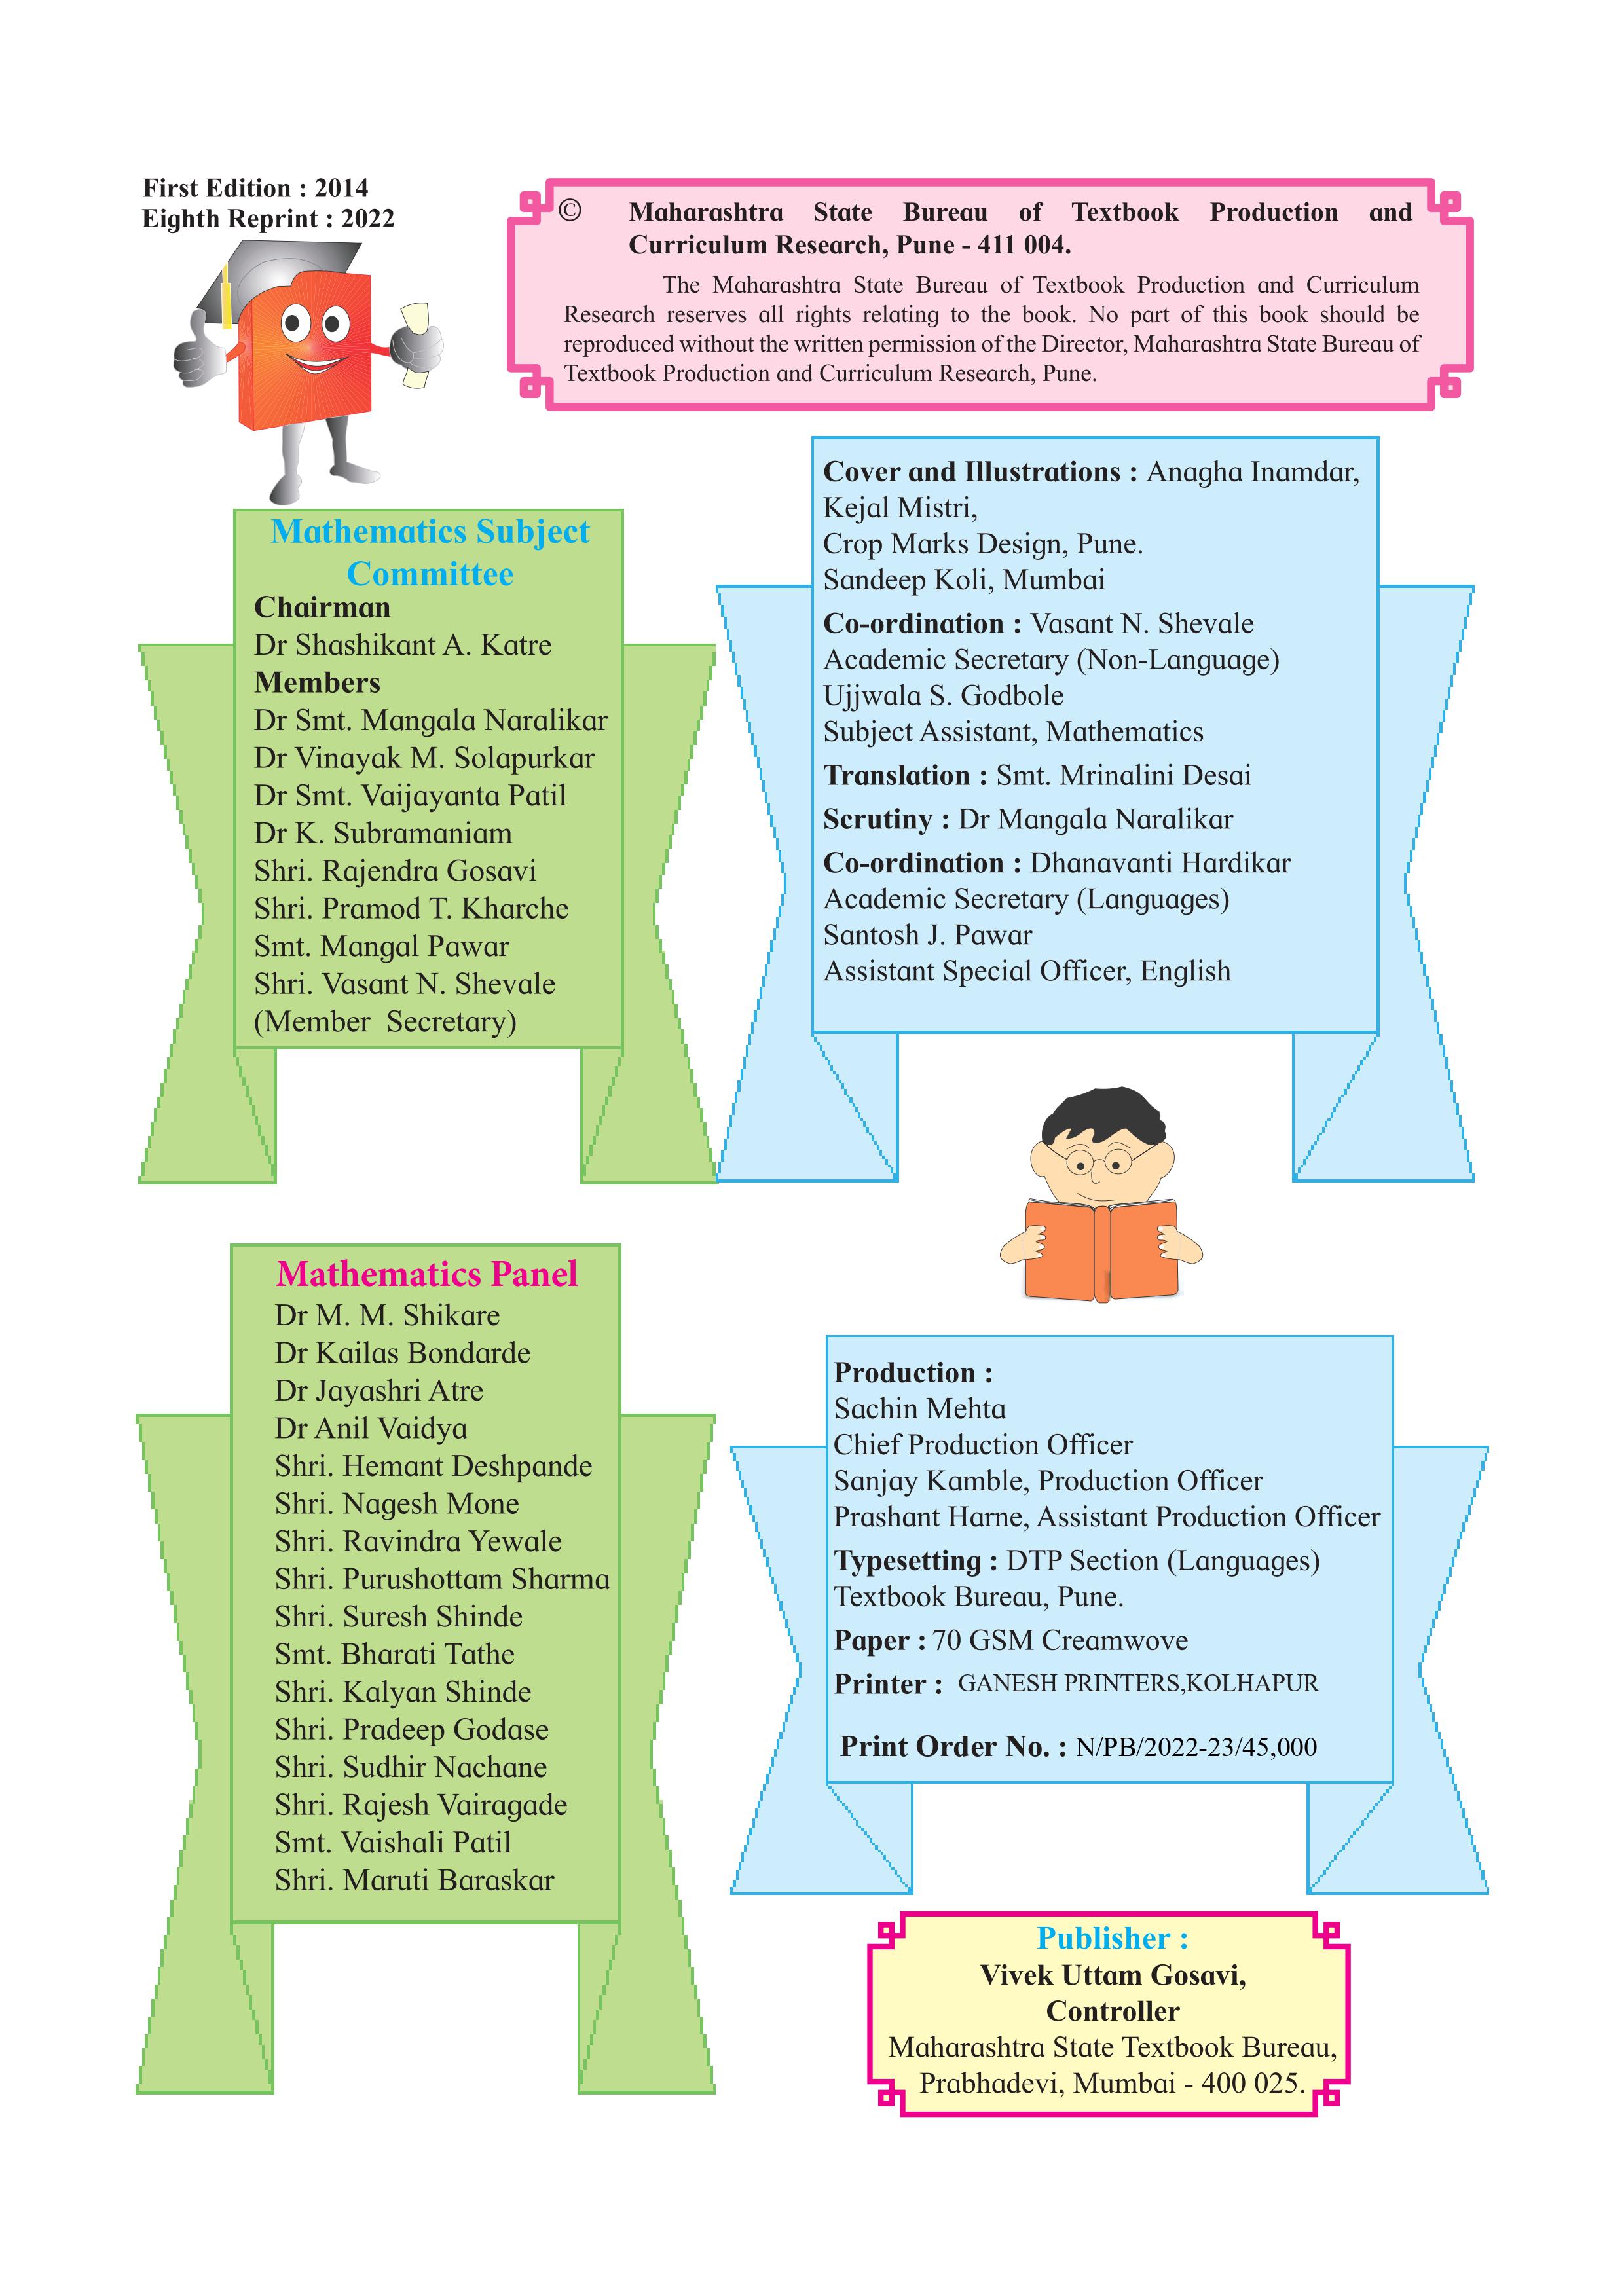 First Edition : 2014
Eighth Reprint : 2022
© Maharashtra State Bureau of Textbook Production and
Curriculum Research, Pune - 411 004.
The Maharashtra State Bureau of Textbook Production and Curriculum
Research reserves all rights relating to the book. No part of this book should be
reproduced without the written permission of the Director, Maharashtra State Bureau of
Textbook Production and Curriculum Research, Pune.
Mathematics Subject
Committee
Chairman
Dr Shashikant A. Katre
Members
Dr Smt. Mangala Naralikar
Dr Vinayak M. Solapurkar
Dr Smt. Vaijayanta Patil
Dr K. Subramaniam
Shri. Rajendra Gosavi
Shri. Pramod T. Kharche
Smt. Mangal Pawar
Shri. Vasant N. Shevale
(Member Secretary)
Cover and Illustrations : Anagha Inamdar,
Kejal Mistri,
Crop Marks Design, Pune.
Sandeep Koli, Mumbai
Co-ordination : Vasant N. Shevale
Academic Secretary (Non-Language)
Ujjwala S. Godbole
Subject Assistant, Mathematics
Translation : Smt. Mrinalini Desai
Scrutiny : Dr Mangala Naralikar
Co-ordination : Dhanavanti Hardikar
Academic Secretary (Languages)
Santosh J. Pawar
Assistant Special Officer, English
Mathematics Panel
Dr M. M. Shikare
Dr Kailas Bondarde
Dr Jayashri Atre
Dr Anil Vaidya
Shri. Hemant Deshpande
Shri. Nagesh Mone
Shri. Ravindra Yewale
Shri. Purushottam Sharma
Shri. Suresh Shinde
Smt. Bharati Tathe
Shri. Kalyan Shinde
Shri. Pradeep Godase
Shri. Sudhir Nachane
Shri. Rajesh Vairagade
Smt. Vaishali Patil
Shri. Maruti Baraskar
Production :
Sachin Mehta
Chief Production Officer
Sanjay Kamble, Production Officer
Prashant Harne, Assistant Production Officer
Typesetting : DTP Section (Languages)
Textbook Bureau, Pune.
Paper : 70 GSM Creamwove
Printer : GANESH PRINTERS,KOLHAPUR
Print Order No. : N/PB/2022-23/45,000
Publisher :
Vivek Uttam Gosavi,
Controller
Maharashtra State Textbook Bureau,
Prabhadevi, Mumbai - 400 025.